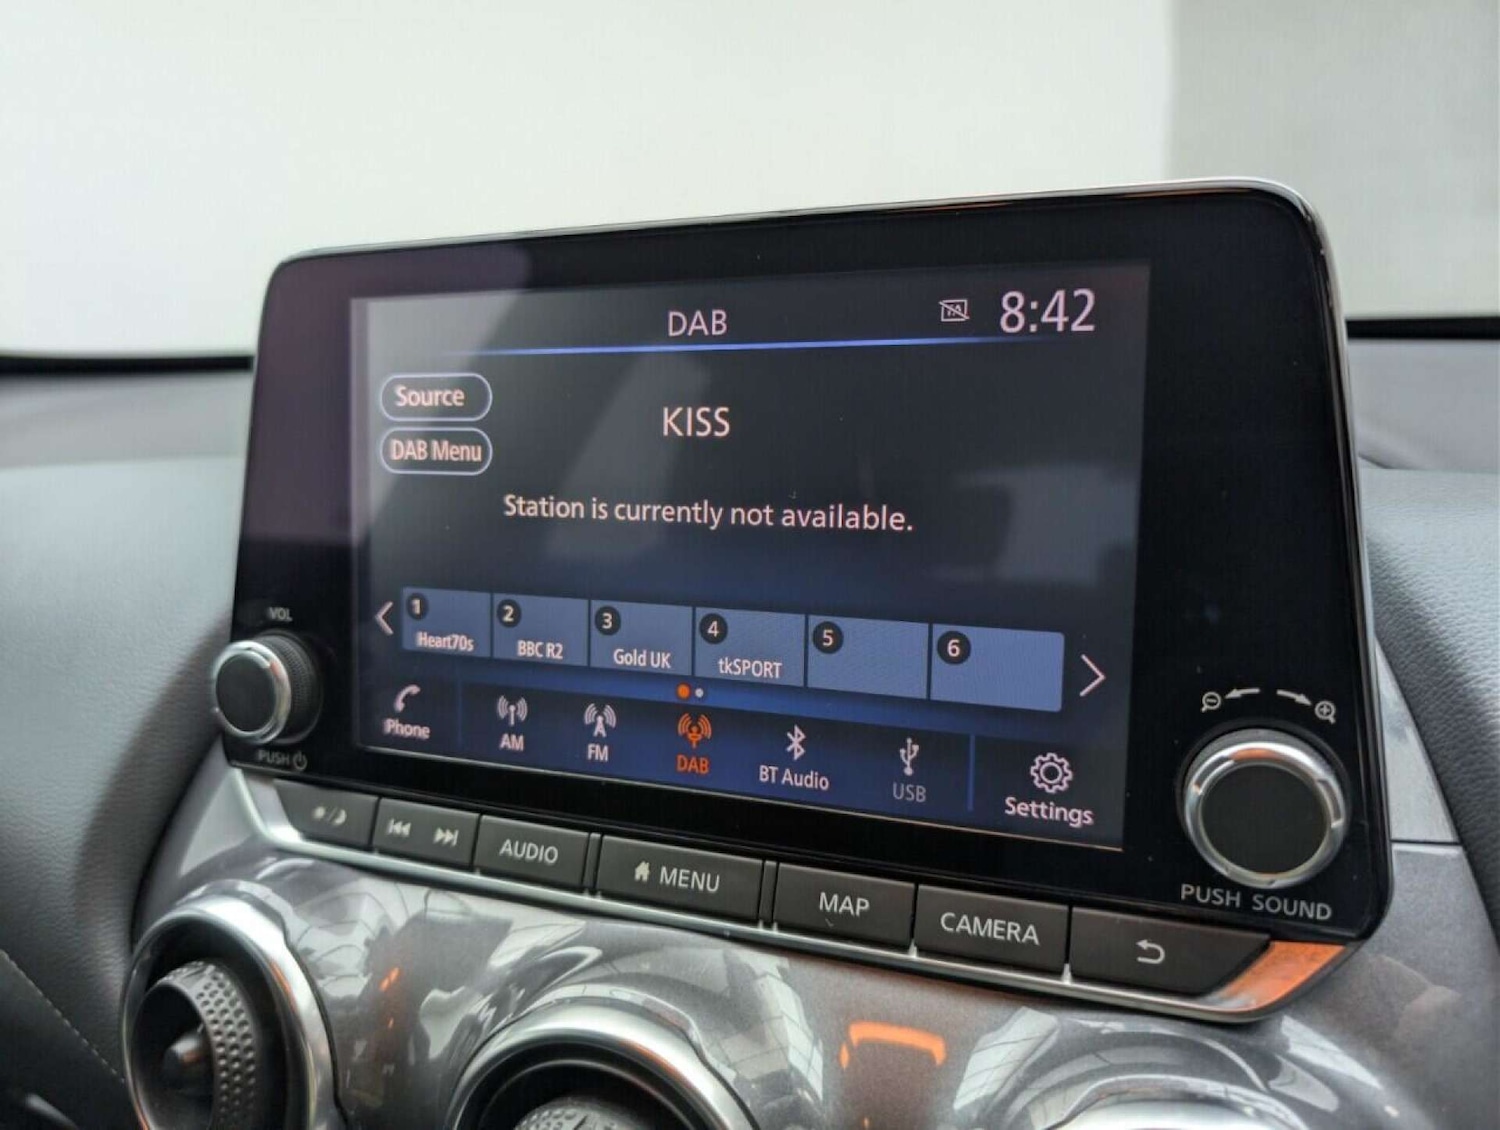 DAB
TA
8:42
Source
KISS
DAB Menu
Station is currently not available.
1 2 3 4 5 6
Heart70s BBC R2 Gold UK tkSPORT
Phone AM FM DAB BT Audio USB Settings
VOL
PUSH
AUDIO MENU MAP CAMERA
PUSH SOUND